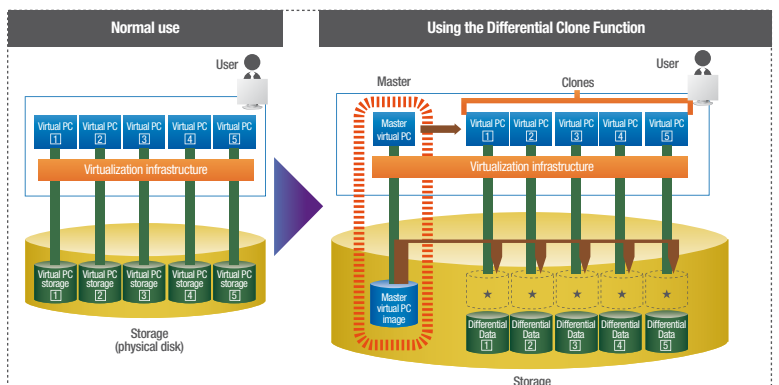 Normal use
User
Virtual PC
1
Virtual PC
2
Virtual PC
3
Virtual PC
4
Virtual PC
5
Virtualization infrastructure
Virtual PC
storage
1
Virtual PC
storage
2
Virtual PC
storage
3
Virtual PC
storage
4
Virtual PC
storage
5
Storage
(physical disk)
Using the Differential Clone Function
User
Master
Clones
Master
virtual PC
Virtual PC
1
Virtual PC
2
Virtual PC
3
Virtual PC
4
Virtual PC
5
Virtualization infrastructure
Master
virtual PC
image
★
★
★
★
★
Differential
Data
1
Differential
Data
2
Differential
Data
3
Differential
Data
4
Differential
Data
5
Storage